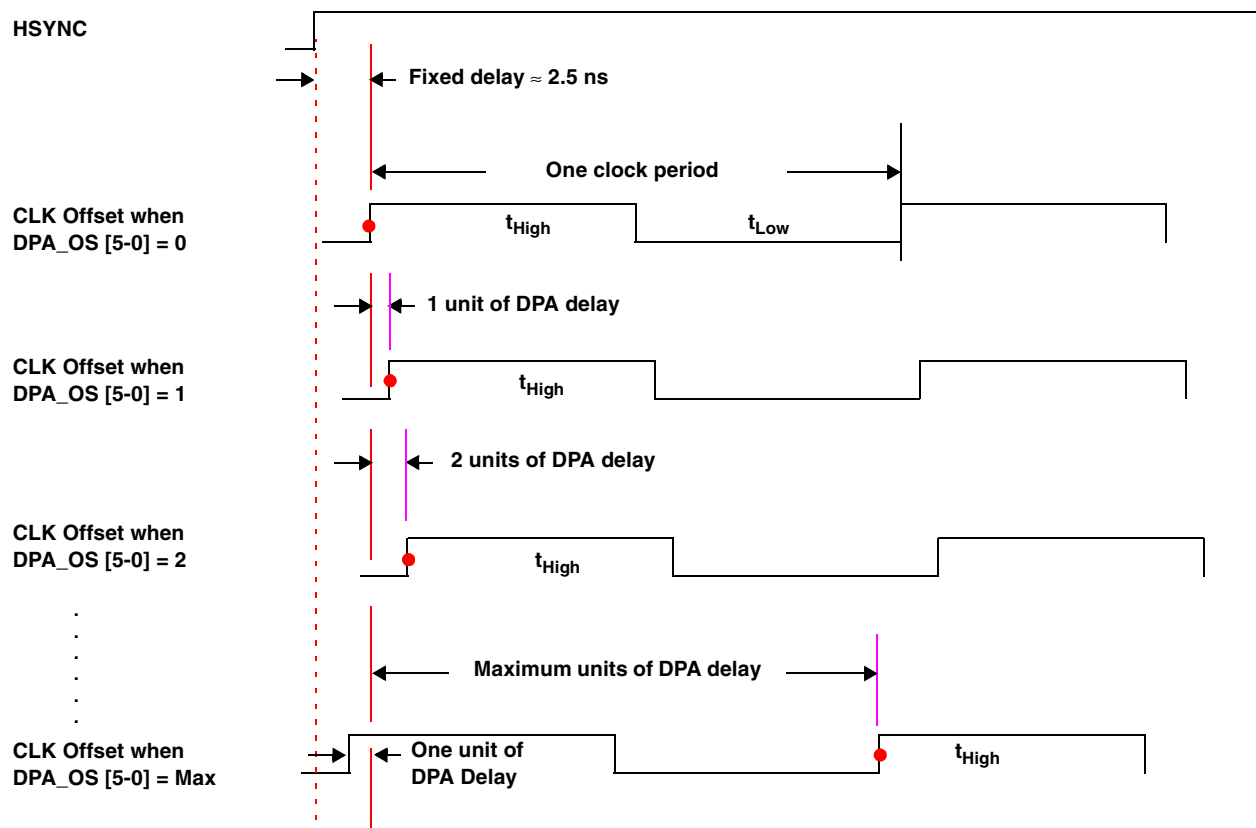 HSYNC
Fixed delay ≈ 2.5 ns
One clock period
CLK Offset when
DPA_OS [5-0] = 0
tHigh
tLow
1 unit of DPA delay
CLK Offset when
DPA_OS [5-0] = 1
tHigh
2 units of DPA delay
CLK Offset when
DPA_OS [5-0] = 2
tHigh
.
.
.
.
.
.
Maximum units of DPA delay
CLK Offset when
DPA_OS [5-0] = Max
One unit of
DPA Delay
tHigh